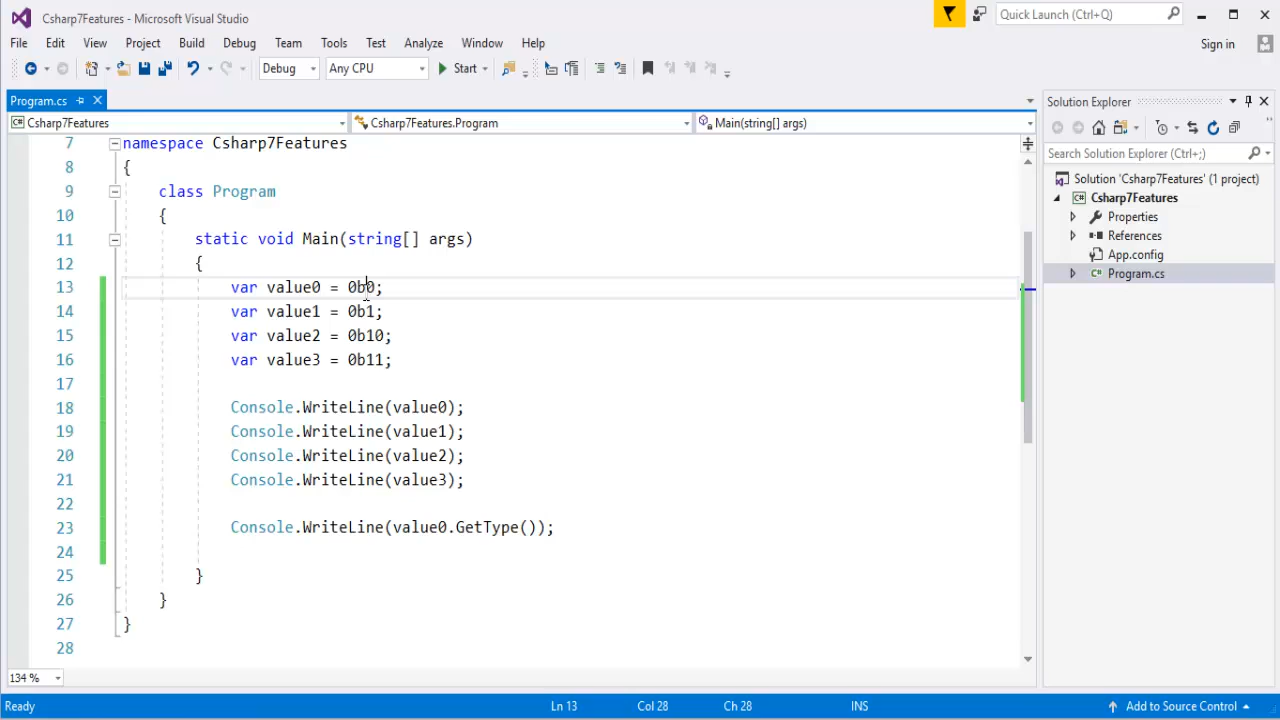 Csharp7Features - Microsoft Visual Studio
Quick Launch (Ctrl+Q)
File Edit View Project Build Debug Team Tools Test Analyze Window Help
Sign in
Debug Any CPU Start
Program.cs
Solution Explorer
Csharp7Features Csharp7Features.Program Main(string[] args)
Search Solution Explorer (Ctrl+;)
Solution 'Csharp7Features' (1 project)
Csharp7Features
Properties
References
App.config
Program.cs
7 namespace Csharp7Features
8 {
9 class Program
10 {
11 static void Main(string[] args)
12 {
13 var value0 = 0b0;
14 var value1 = 0b1;
15 var value2 = 0b10;
16 var value3 = 0b11;
17
18 Console.WriteLine(value0);
19 Console.WriteLine(value1);
20 Console.WriteLine(value2);
21 Console.WriteLine(value3);
22
23 Console.WriteLine(value0.GetType());
24
25 }
26 }
27 }
28
134 %
Ready Ln 13 Col 28 Ch 28 INS Add to Source Control